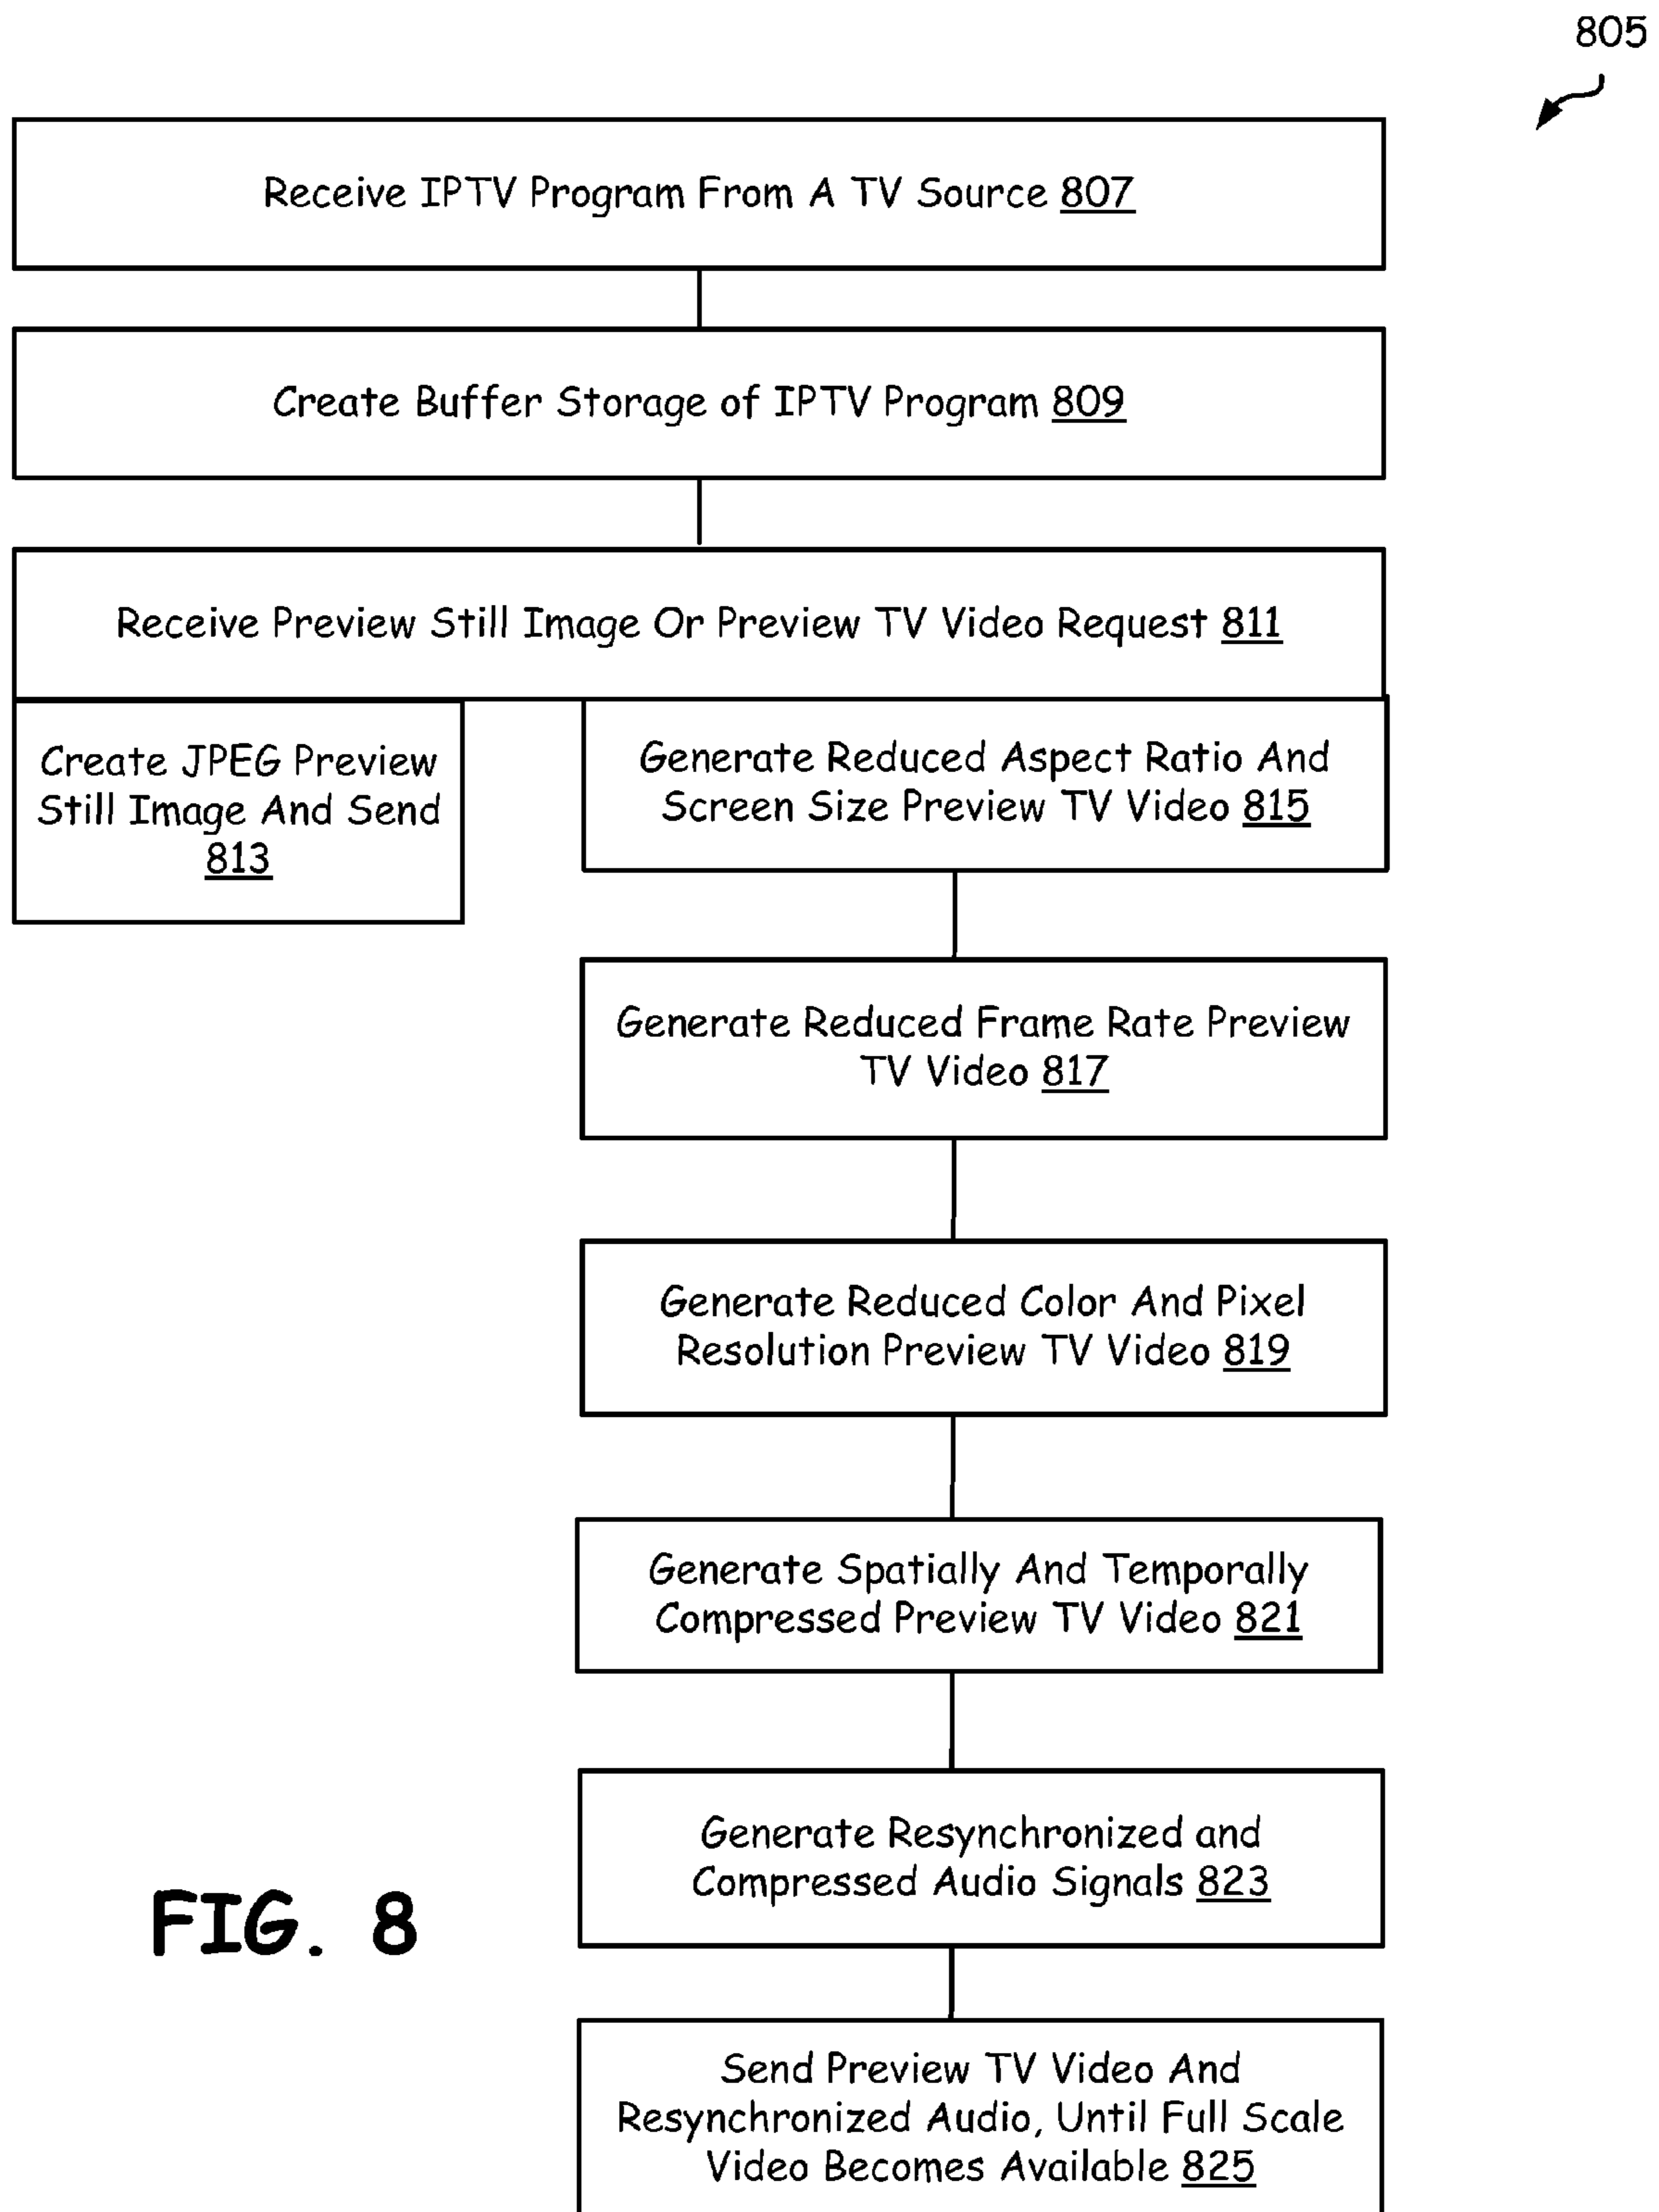 805
Receive IPTV Program From A TV Source 807
Create Buffer Storage of IPTV Program 809
Receive Preview Still Image Or Preview TV Video Request 811
Create JPEG Preview
Still Image And Send
813
Generate Reduced Aspect Ratio And
Screen Size Preview TV Video 815
Generate Reduced Frame Rate Preview
TV Video 817
Generate Reduced Color And Pixel
Resolution Preview TV Video 819
Generate Spatially And Temporally
Compressed Preview TV Video 821
Generate Resynchronized and
Compressed Audio Signals 823
FIG. 8
Send Preview TV Video And
Resynchronized Audio, Until Full Scale
Video Becomes Available 825